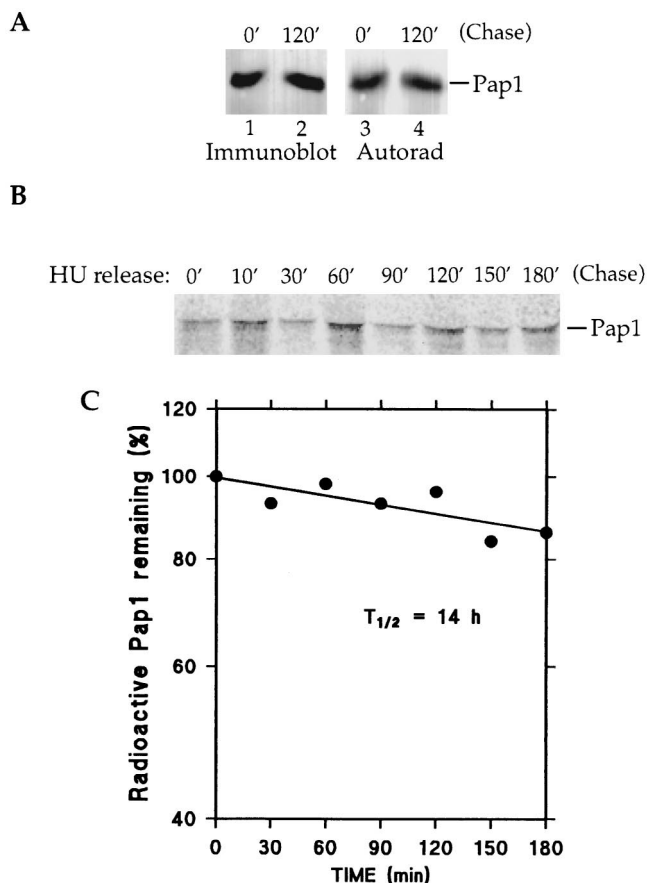 A
0′ 120′ (Chase)
Pap1
1 2 3 4
Immunoblot Autorad
B
HU release: 0′ 10′ 30′ 60′ 90′ 120′ 150′ 180′ (Chase)
Pap1
C
Radioactive Pap1 remaining (%)
120
100
80
60
40
T1/2 = 14 h
0 30 60 90 120 150 180
TIME (min)